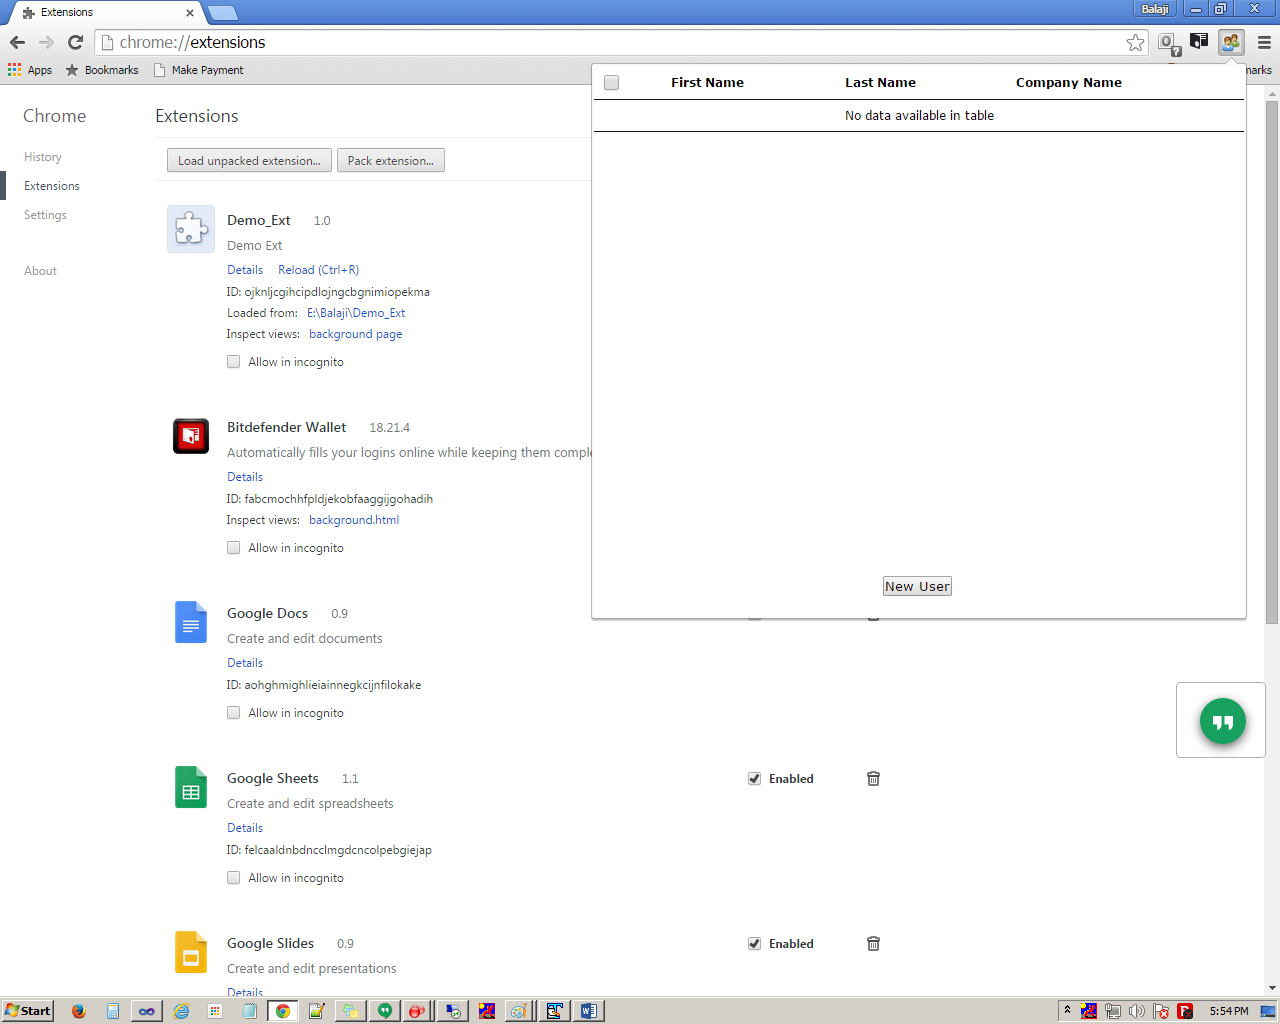 Extensions
Balaji
chrome://extensions
Apps
Bookmarks
Make Payment
marks
First Name
Last Name
Company Name
No data available in table
New User
Chrome
History
Extensions
Settings
About
Extensions
Load unpacked extension...
Pack extension...
Demo_Ext 1.0
Demo Ext
Details Reload (Ctrl+R)
ID: ojknljcgihcipdlojngcbgnimiopekma
Loaded from: E:\Balaji\Demo_Ext
Inspect views: background page
Allow in incognito
Bitdefender Wallet 18.21.4
Automatically fills your logins online while keeping them comple
Details
ID: fabcmochhfpldjekobfaaggijgohadih
Inspect views: background.html
Allow in incognito
Google Docs 0.9
Create and edit documents
Details
ID: aohghmighlieiainnegkcijnfilokake
Allow in incognito
Google Sheets 1.1
Enabled
Create and edit spreadsheets
Details
ID: felcaaldnbdncclmgdcncolpebgiejap
Allow in incognito
Google Slides 0.9
Enabled
Create and edit presentations
Details
Start
5:54 PM